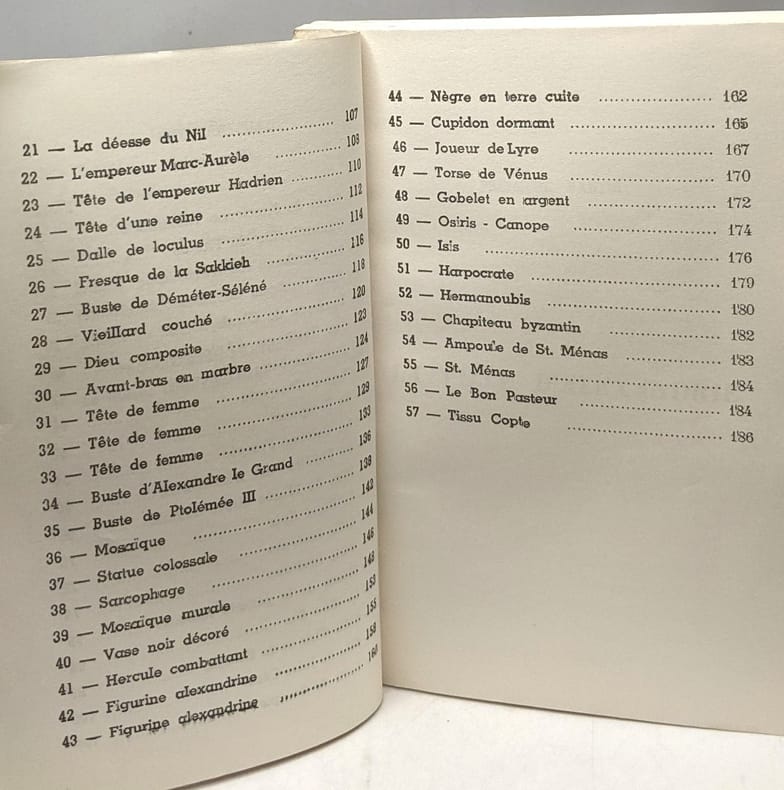 21 — La déesse du Nil ........................ 107
22 — L'empereur Marc-Aurèle ........................ 108
23 — Tête de l'empereur Hadrien ........................ 110
24 — Tête d'une reine ........................ 112
25 — Dalle de loculus ........................ 114
26 — Fresque de la Sakkieh ........................ 116
27 — Buste de Déméter-Séléné ........................ 118
28 — Vieillard couché ........................ 120
29 — Dieu composite ........................ 123
30 — Avant-bras en marbre ........................ 124
31 — Tête de femme ........................ 127
32 — Tête de femme ........................ 129
33 — Tête de femme ........................ 133
34 — Buste d'Alexandre le Grand ........................ 136
35 — Buste de Ptolémée III ........................ 138
36 — Mosaïque ........................ 142
37 — Statue colossale ........................ 144
38 — Sarcophage ........................ 146
39 — Mosaïque murale ........................ 148
40 — Vase noir décoré ........................ 153
41 — Hercule combattant ........................ 155
42 — Figurine alexandrine ........................ 158
43 — Figurine alexandrine ........................ 160
44 — Nègre en terre cuite ........................ 162
45 — Cupidon dormant ........................ 165
46 — Joueur de Lyre ........................ 167
47 — Torse de Vénus ........................ 170
48 — Gobelet en argent ........................ 172
49 — Osiris - Canope ........................ 174
50 — Isis ........................ 176
51 — Harpocrate ........................ 179
52 — Hermanoubis ........................ 180
53 — Chapiteau byzantin ........................ 182
54 — Ampoule de St. Ménas ........................ 183
55 — St. Ménas ........................ 184
56 — Le Bon Pasteur ........................ 184
57 — Tissu Copte ........................ 186